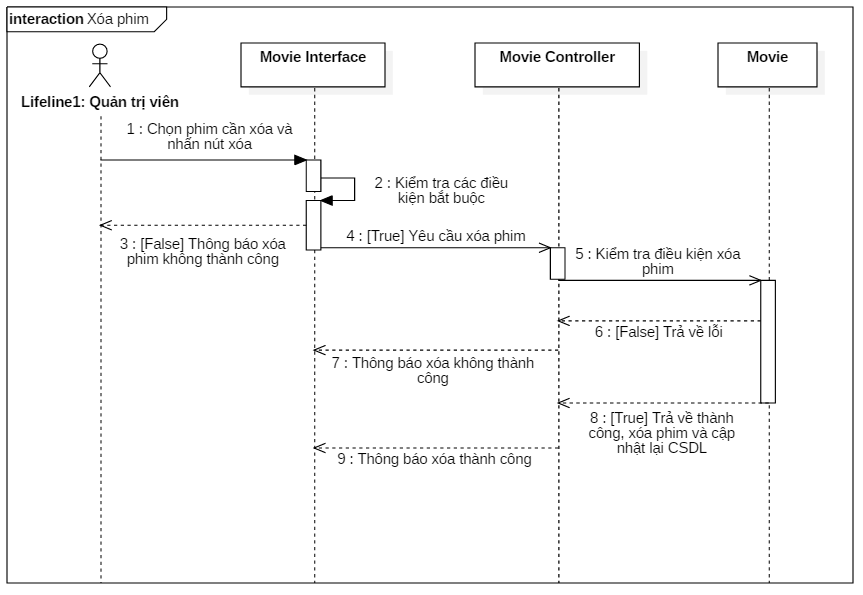 interaction Xóa phim
Lifeline1: Quản trị viên
Movie Interface
Movie Controller
Movie
1 : Chọn phim cần xóa và
nhấn nút xóa
2 : Kiểm tra các điều
kiện bắt buộc
3 : [False] Thông báo xóa
phim không thành công
4 : [True] Yêu cầu xóa phim
5 : Kiểm tra điều kiện xóa
phim
6 : [False] Trả về lỗi
7 : Thông báo xóa không thành
công
8 : [True] Trả về thành
công, xóa phim và cập
nhật lại CSDL
9 : Thông báo xóa thành công